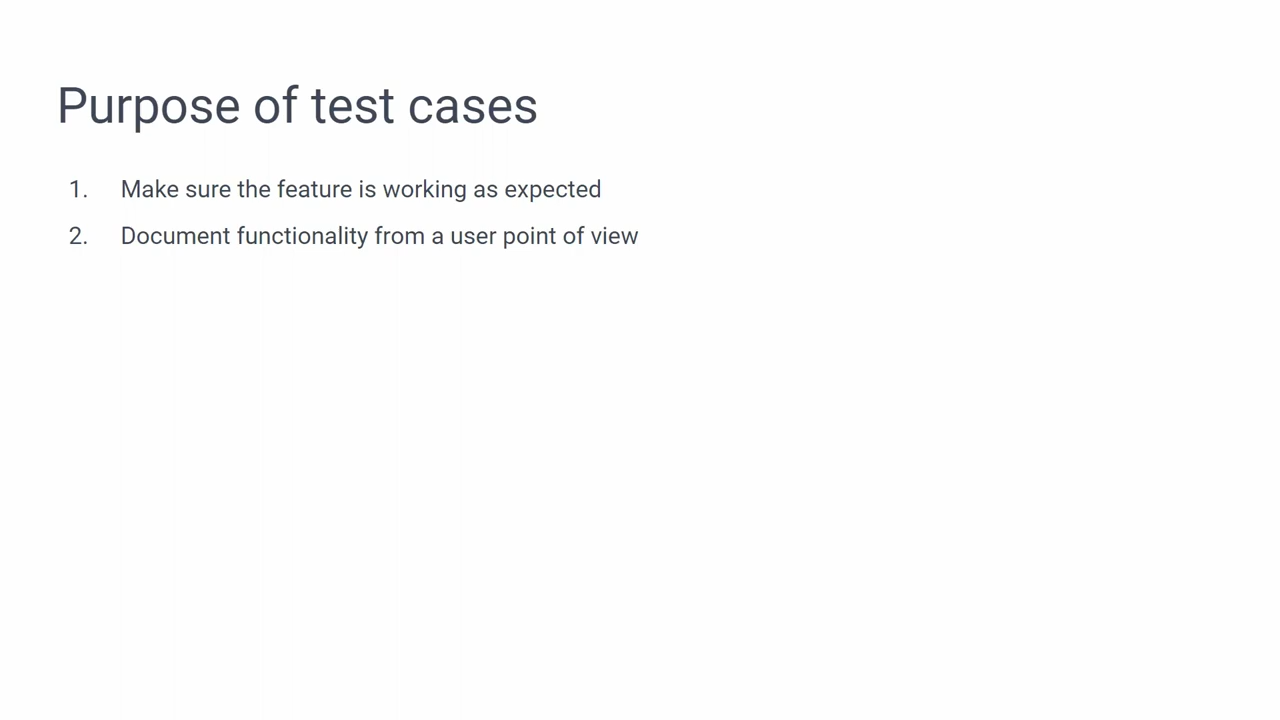 Purpose of test cases
1. Make sure the feature is working as expected
2. Document functionality from a user point of view